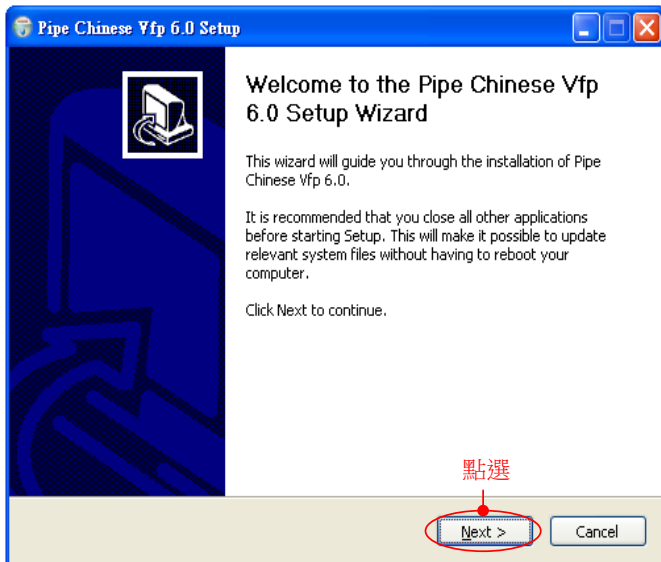 Pipe Chinese Vfp 6.0 Setup
Welcome to the Pipe Chinese Vfp
6.0 Setup Wizard
This wizard will guide you through the installation of Pipe
Chinese Vfp 6.0.
It is recommended that you close all other applications
before starting Setup. This will make it possible to update
relevant system files without having to reboot your
computer.
Click Next to continue.
點選
Next >
Cancel